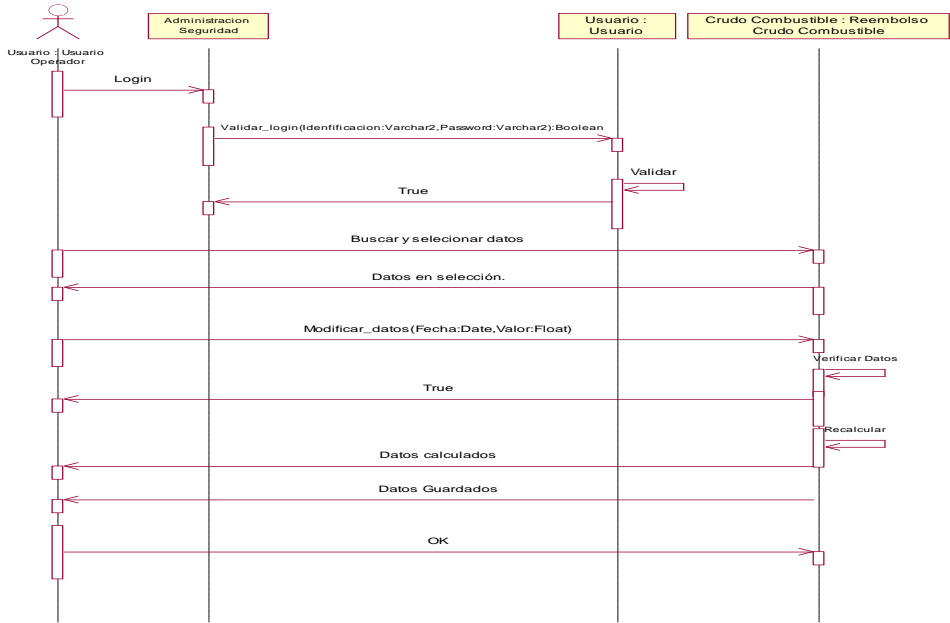 Administracion
Seguridad
Usuario :
Usuario
Crudo Combustible : Reembolso
Crudo Combustible
Usuario : Usuario
Operador
Login
Validar_login(Idenfificacion:Varchar2,Password:Varchar2):Boolean
Validar
True
Buscar y selecionar datos
Datos en selección.
Modificar_datos(Fecha:Date,Valor:Float)
Verificar Datos
True
Recalcular
Datos calculados
Datos Guardados
OK